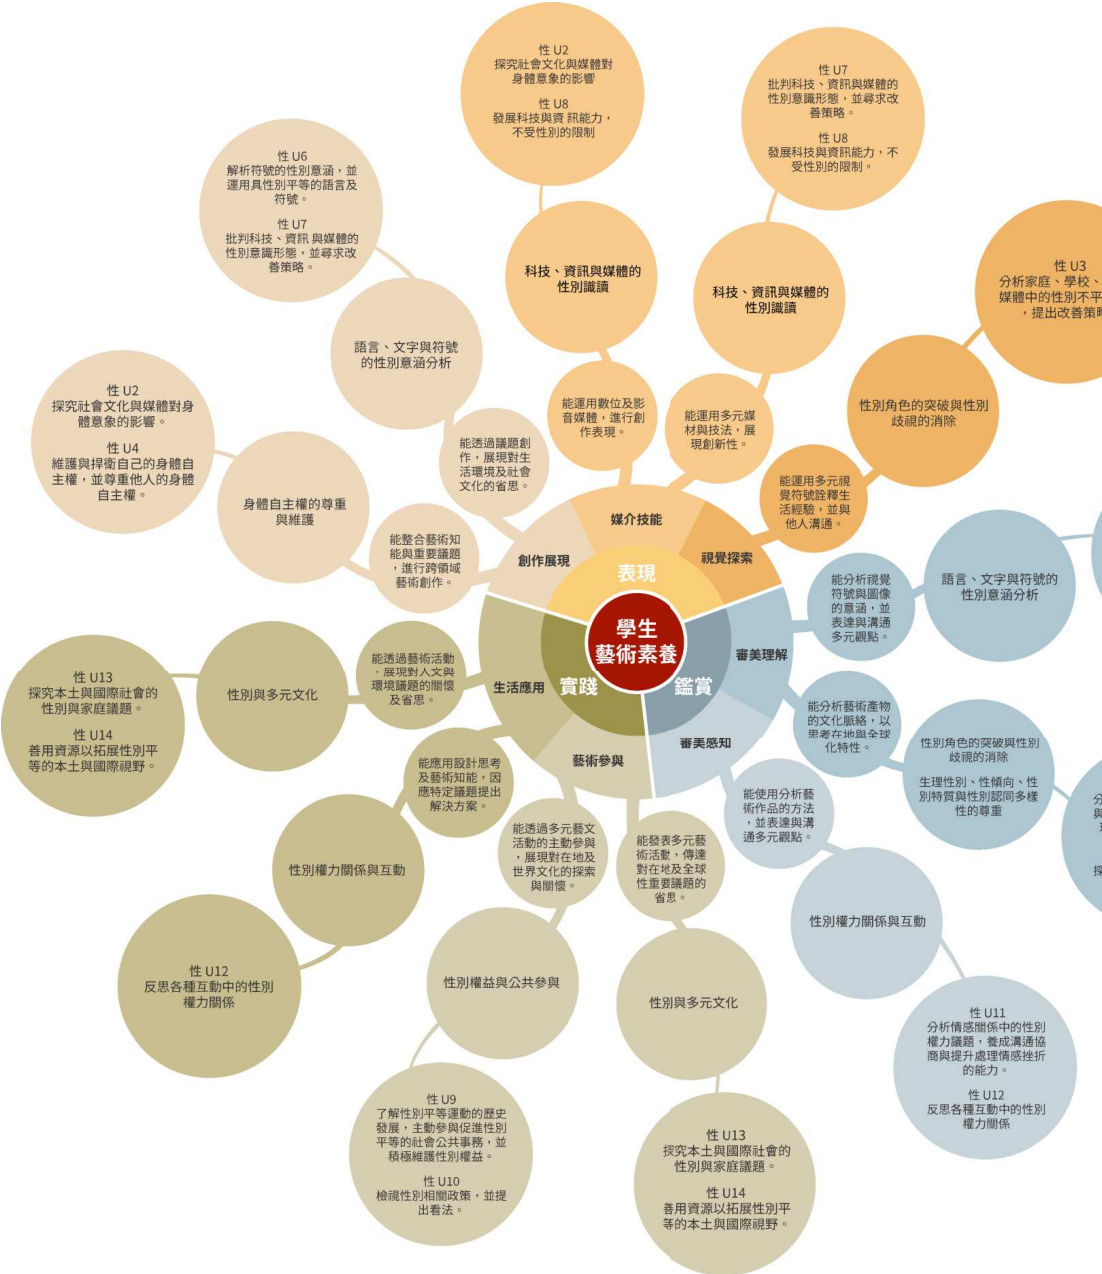 性 U2
探究社會文化與媒體對
身體意象的影響
性 U8
發展科技與資 訊能力，
不受性別的限制
性 U7
批判科技、資訊與媒體的
性別意識形態，並尋求改
善策略。
性 U8
發展科技與資訊能力，不
受性別的限制。
性 U6
解析符號的性別意涵，並
運用具性別平等的語言及
符號。
性 U7
批判科技、資訊 與媒體的
性別意識形態，並尋求改
善策略。
科技、資訊與媒體的
性別識讀
科技、資訊與媒體的
性別識讀
性 U3
分析家庭、學校、
媒體中的性別不平
，提出改善策略
語言、文字與符號
的性別意涵分析
性別角色的突破與性別
歧視的消除
性 U2
探究社會文化與媒體對身
體意象的影響。
性 U4
維護與捍衛自己的身體自
主權，並尊重他人的身體
自主權。
身體自主權的尊重
與維護
能透過議題創
作，展現對生
活環境及社會
文化的省思。
能運用數位及影
音媒體，進行創
作表現。
能運用多元媒
材與技法，展
現創新性。
能運用多元視
覺符號詮釋生
活經驗，並與
他人溝通。
能整合藝術知
能與重要議題
，進行跨領域
藝術創作。
創作展現
媒介技能
視覺探索
表現
學生
藝術素養
實踐
鑑賞
生活應用
藝術參與
審美理解
審美感知
能分析視覺
符號與圖像
的意涵，並
表達與溝通
多元觀點。
語言、文字與符號的
性別意涵分析
能分析藝術產物
的文化脈絡，以
思考在地與全球
化特性。
性別角色的突破與性別
歧視的消除
生理性別、性傾向、性
別特質與性別認同多樣
性的尊重
分
與
現
探
能使用分析藝
術作品的方法
，並表達與溝
通多元觀點。
性別權力關係與互動
性 U11
分析情感關係中的性別
權力議題，養成溝通協
商與提升處理情感挫折
的能力。
性 U12
反思各種互動中的性別
權力關係
能透過藝術活動
，展現對人文與
環境議題的關懷
及省思。
性別與多元文化
性 U13
探究本土與國際社會的
性別與家庭議題。
性 U14
善用資源以拓展性別平
等的本土與國際視野。
能應用設計思考
及藝術知能，因
應特定議題提出
解決方案。
性別權力關係與互動
性 U12
反思各種互動中的性別
權力關係
能透過多元藝文
活動的主動參與
，展現對在地及
世界文化的探索
與關懷。
性別權益與公共參與
性 U9
了解性別平等運動的歷史
發展，主動參與促進性別
平等的社會公共事務，並
積極維護性別權益。
性 U10
檢視性別相關政策，並提
出看法。
能發表多元藝
術活動，傳達
對在地及全球
性重要議題的
省思。
性別與多元文化
性 U13
探究本土與國際社會的
性別與家庭議題。
性 U14
善用資源以拓展性別平
等的本土與國際視野。